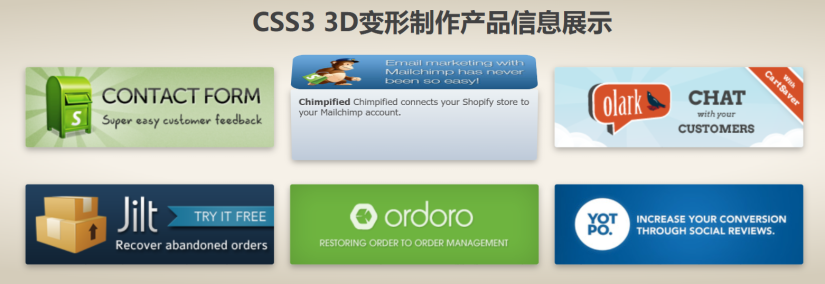 CSS3 3D变形制作产品信息展示
S
CONTACT FORM
Super easy customer feedback
Email marketing with
Mailchimp has never
been so easy!
Chimpified Chimpified connects your Shopify store to
your Mailchimp account.
olark
CHAT
with your
CUSTOMERS
With
CartSaver
Jilt
TRY IT FREE
Recover abandoned orders
ordoro
RESTORING ORDER TO ORDER MANAGEMENT
YOT
PO.
INCREASE YOUR CONVERSION
THROUGH SOCIAL REVIEWS.